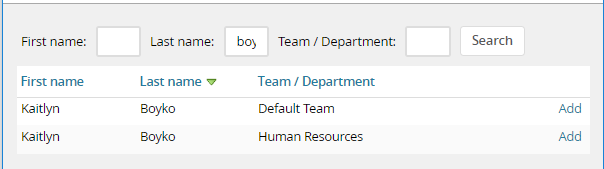 First name: Last name: boy Team / Department: Search
First name Last name Team / Department
Kaitlyn Boyko Default Team Add
Kaitlyn Boyko Human Resources Add